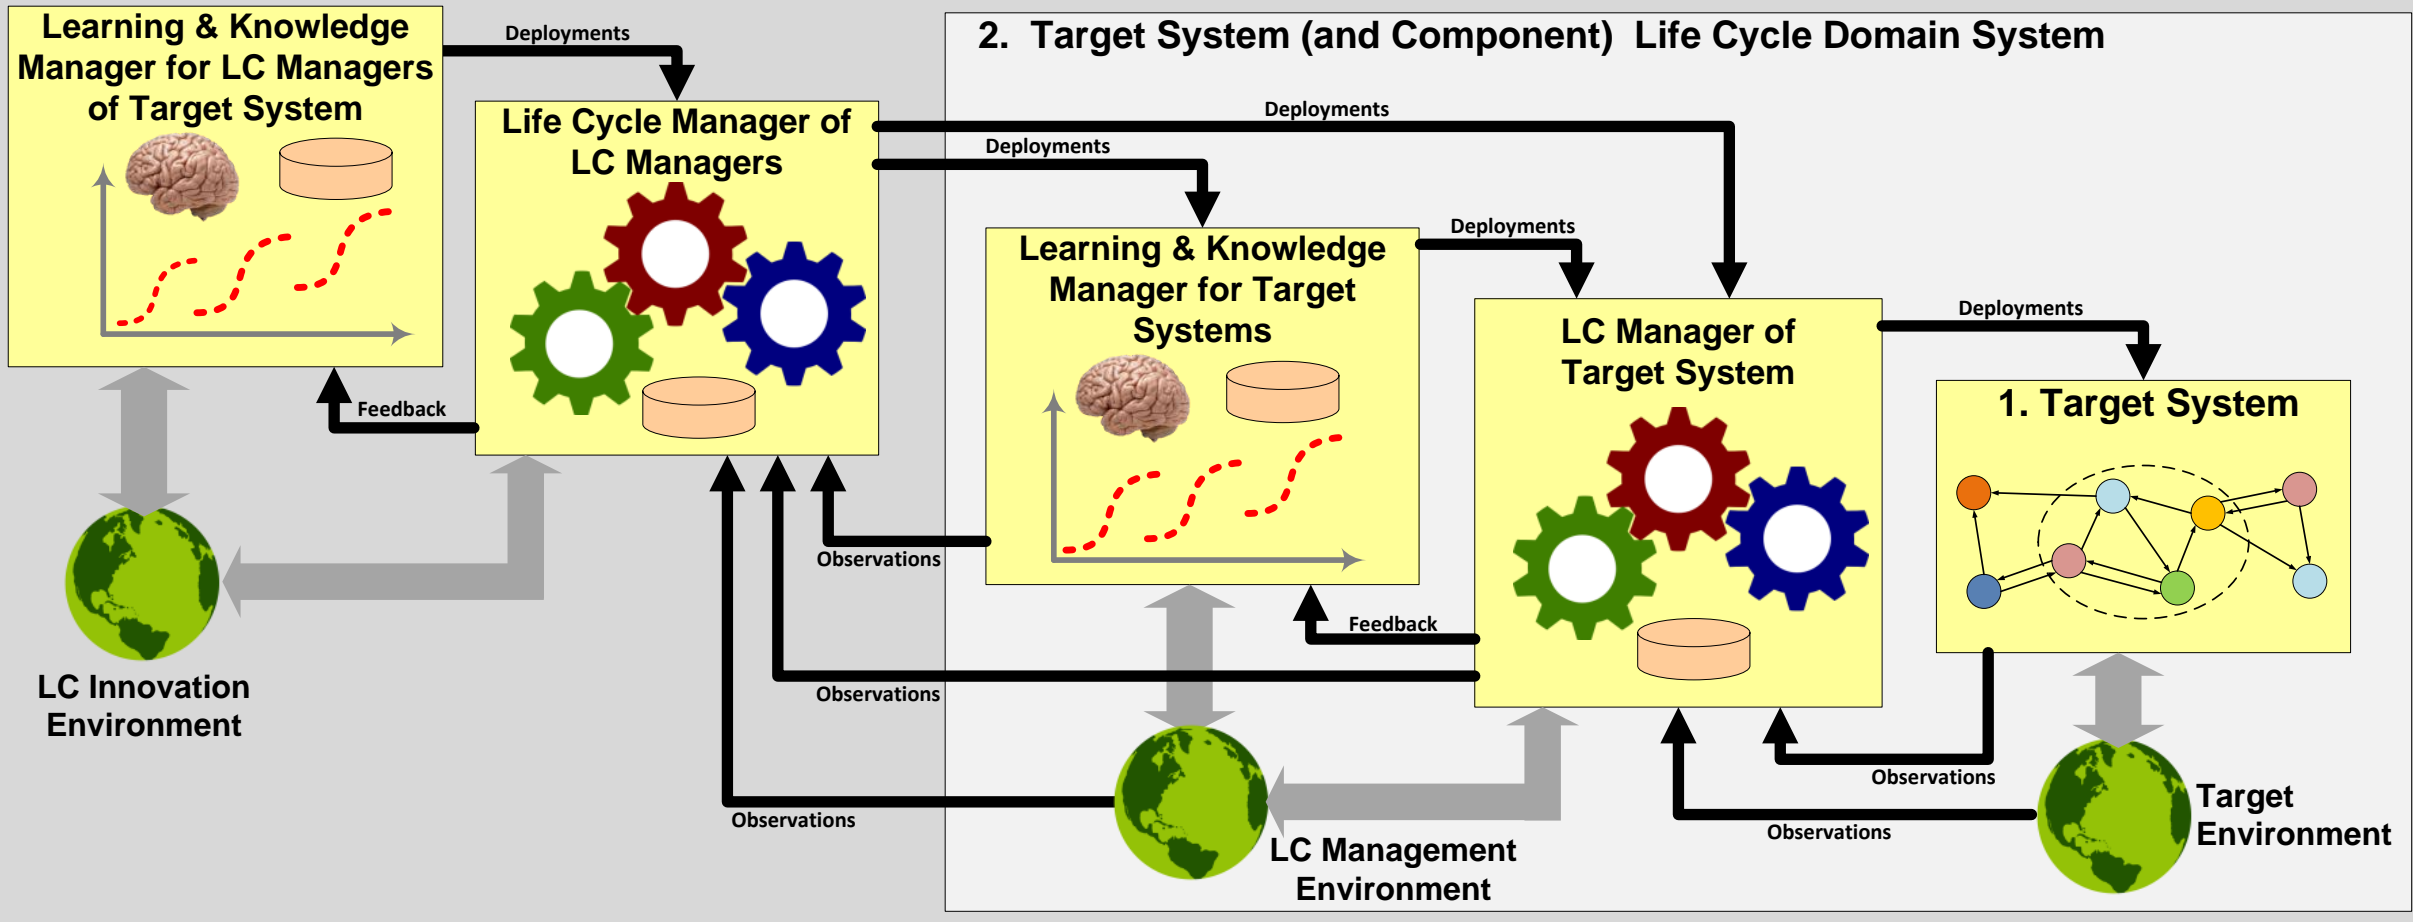 Learning & Knowledge
Manager for LC Managers
of Target System
Deployments
2.  Target System (and Component)  Life Cycle Domain System
Life Cycle Manager of
LC Managers
Deployments
Deployments
Learning & Knowledge
Manager for Target
Systems
Deployments
LC Manager of
Target System
Deployments
1. Target System
Feedback
Observations
Feedback
Observations
LC Innovation
Environment
Observations
Observations
Observations
Target
Environment
LC Management
Environment